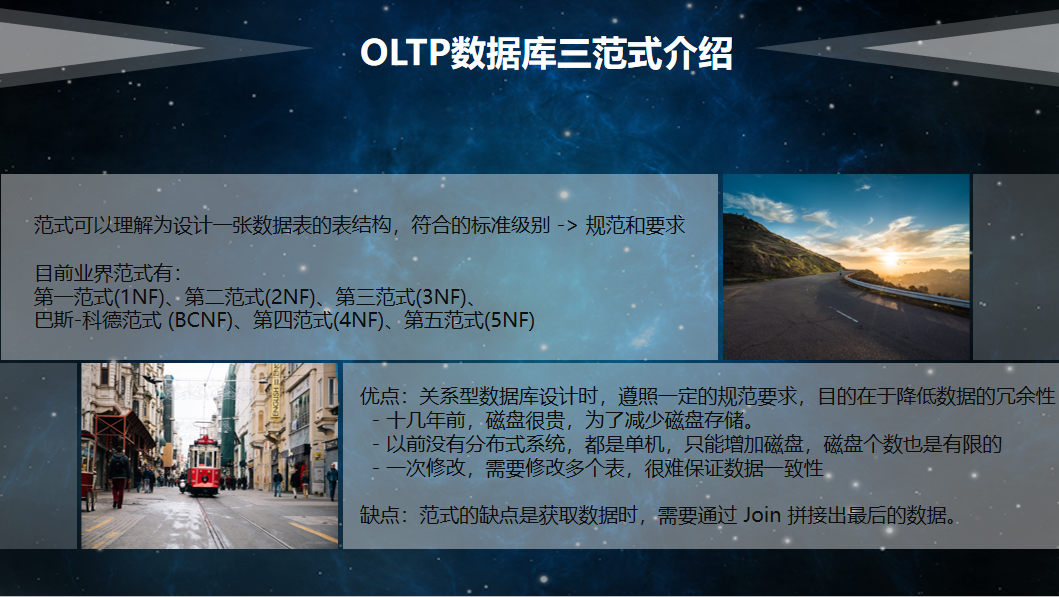 OLTP数据库三范式介绍
范式可以理解为设计一张数据表的表结构，符合的标准级别 -> 规范和要求
目前业界范式有：
第一范式(1NF)、第二范式(2NF)、第三范式(3NF)、
巴斯-科德范式 (BCNF)、第四范式(4NF)、第五范式(5NF)
优点：关系型数据库设计时，遵照一定的规范要求，目的在于降低数据的冗余性
- 十几年前，磁盘很贵，为了减少磁盘存储。
- 以前没有分布式系统，都是单机，只能增加磁盘，磁盘个数也是有限的
- 一次修改，需要修改多个表，很难保证数据一致性
缺点：范式的缺点是获取数据时，需要通过 Join 拼接出最后的数据。